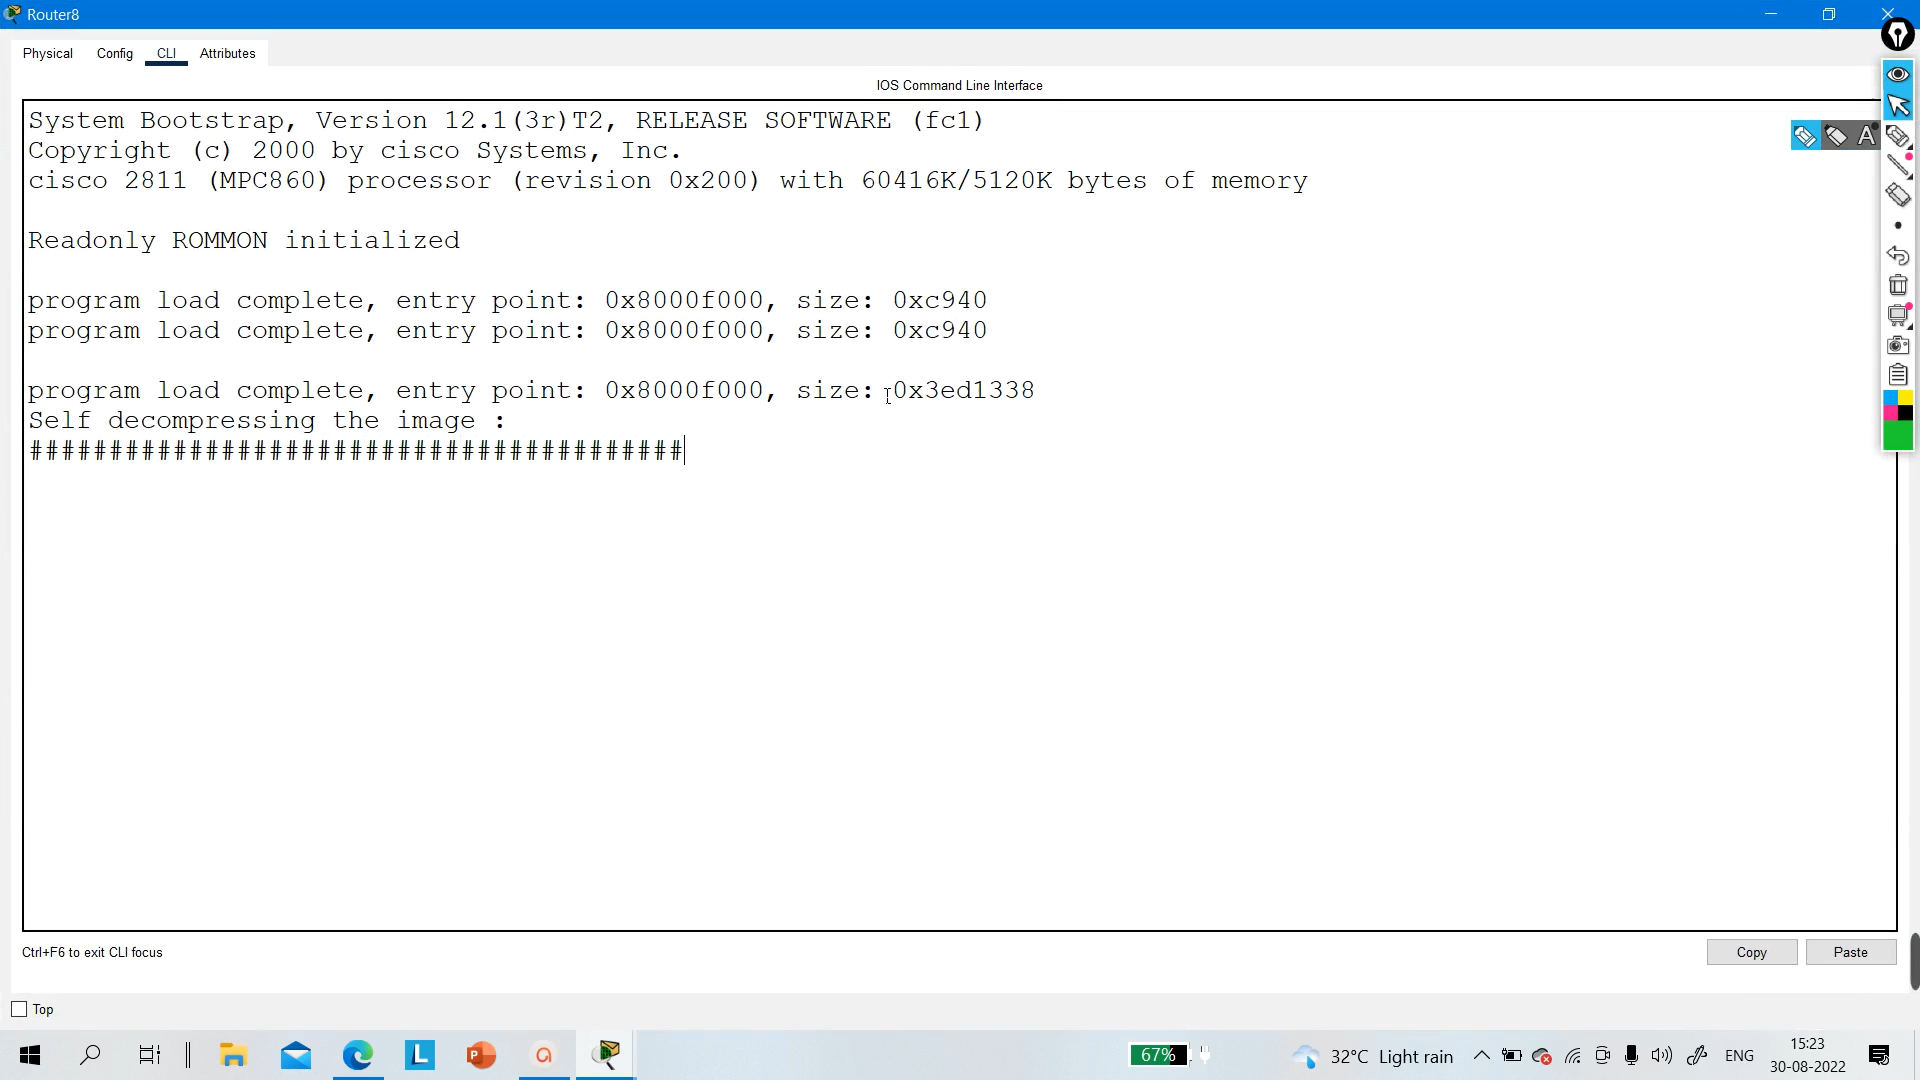 Router8
Physical Config CLI Attributes
IOS Command Line Interface
System Bootstrap, Version 12.1(3r)T2, RELEASE SOFTWARE (fc1)
Copyright (c) 2000 by cisco Systems, Inc.
cisco 2811 (MPC860) processor (revision 0x200) with 60416K/5120K bytes of memory
Readonly ROMMON initialized
program load complete, entry point: 0x8000f000, size: 0xc940
program load complete, entry point: 0x8000f000, size: 0xc940
program load complete, entry point: 0x8000f000, size: 0x3ed1338
Self decompressing the image :
#########################################
A
Ctrl+F6 to exit CLI focus
Copy Paste
Top
L P a 67% 32°C Light rain ENG 15:23
30-08-2022